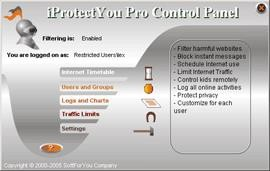 iProtectYou Pro Control Panel
Filtering is: Enabled
You are logged on as: Restricted Users\tex
Internet Timetable
Users and Groups
Logs and Charts
Traffic Limits
Settings
- Filter harmful websites
- Block instant messages
- Schedule Internet use
- Limit Internet Traffic
- Control kids remotely
- Log all online activities
- Protect privacy
- Customize for each
user
?
Copyright © 2000-2005 SoftForYou Company